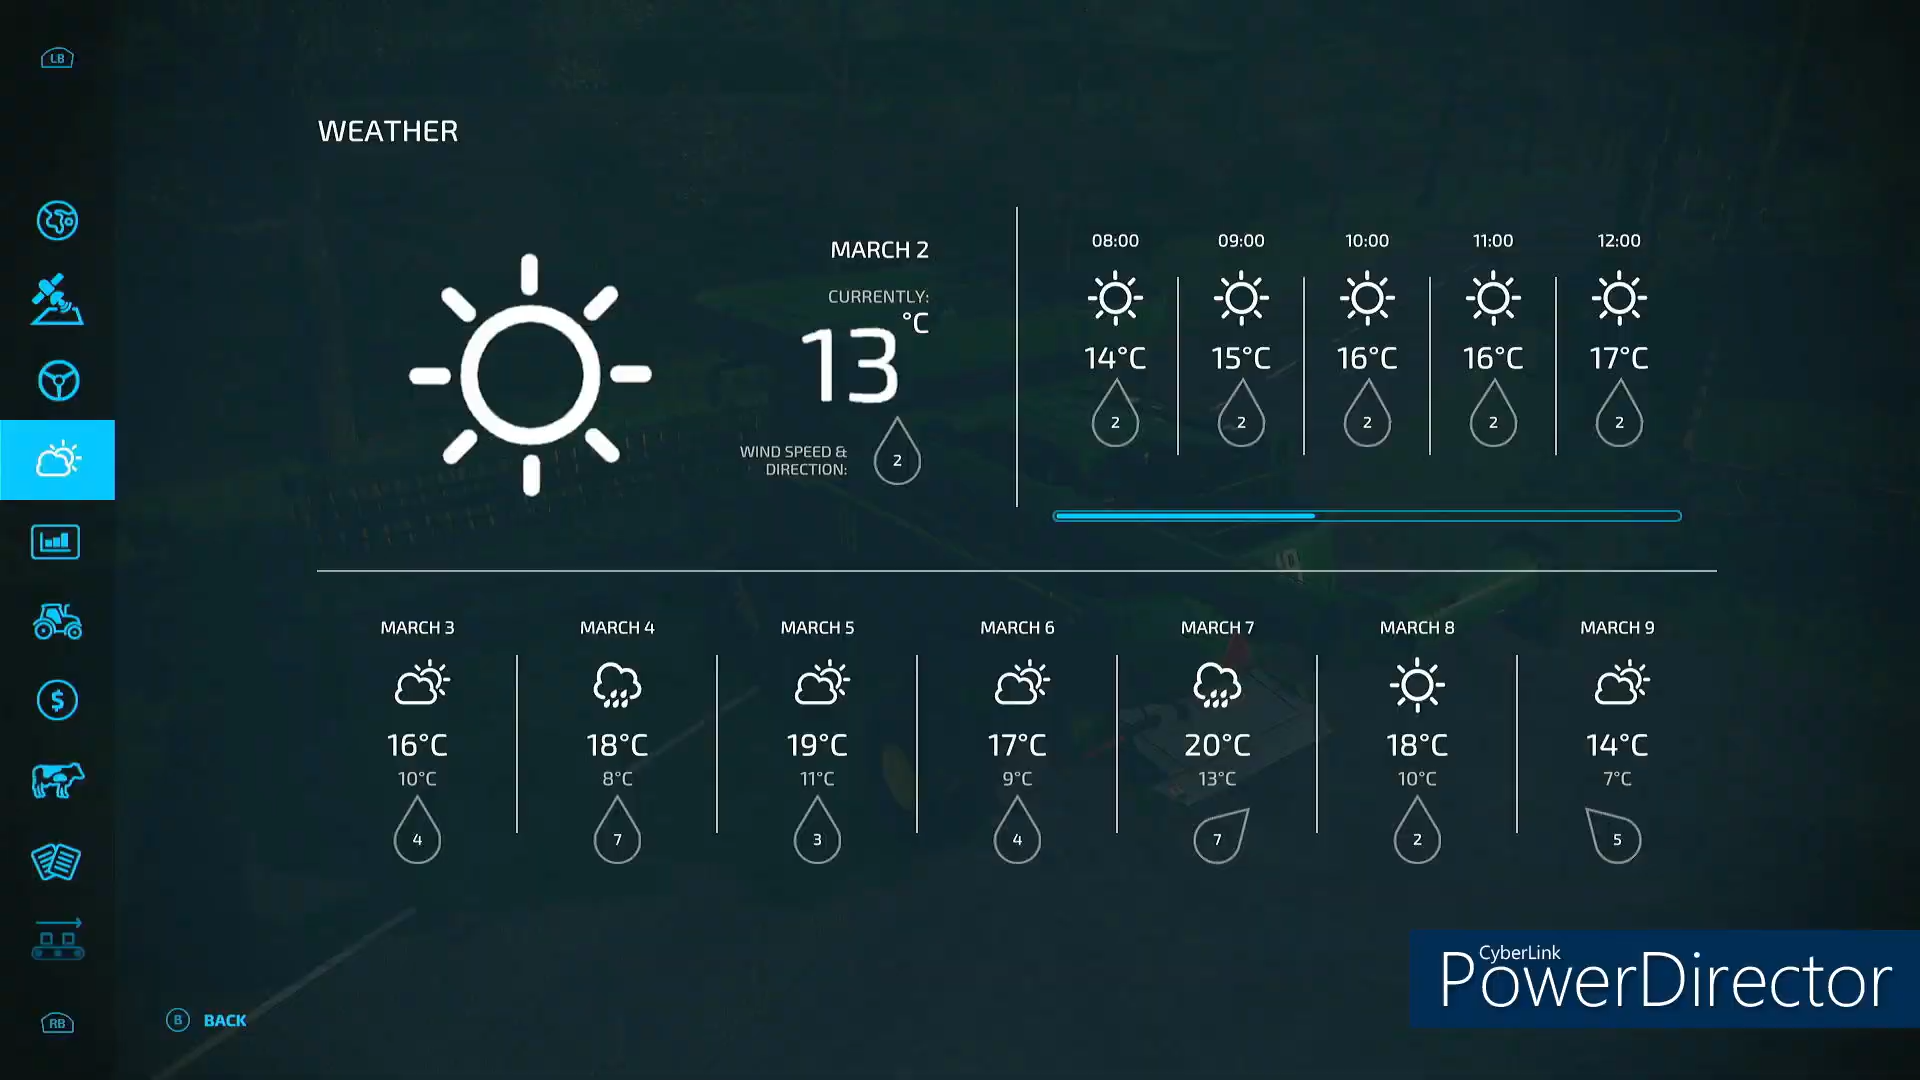 LB
WEATHER
MARCH 2
CURRENTLY:
13 °C
WIND SPEED &
DIRECTION:
2
08:00 09:00 10:00 11:00 12:00
14°C 15°C 16°C 16°C 17°C
2 2 2 2 2
MARCH 3 MARCH 4 MARCH 5 MARCH 6 MARCH 7 MARCH 8 MARCH 9
16°C 18°C 19°C 17°C 20°C 18°C 14°C
10°C 8°C 11°C 9°C 13°C 10°C 7°C
4 7 3 4 7 2 5
RB
B BACK
CyberLink
PowerDirector